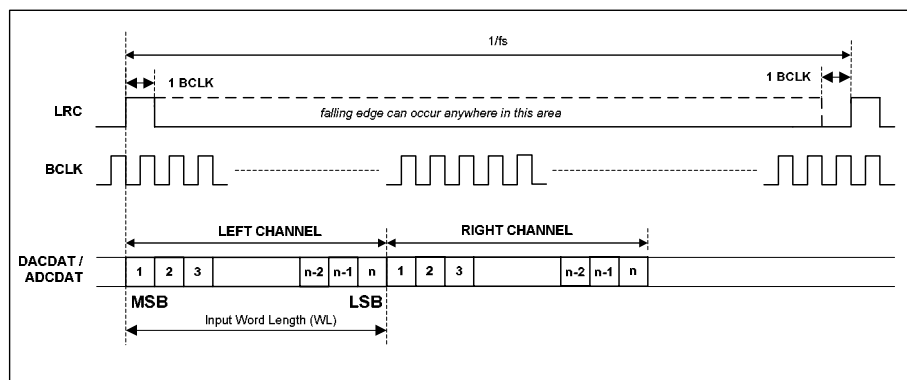 1/fs
1 BCLK
1 BCLK
LRC
falling edge can occur anywhere in this area
BCLK
LEFT CHANNEL
RIGHT CHANNEL
DACDAT /
ADCDAT
1 2 3 n-2 n-1 n 1 2 3 n-2 n-1 n
MSB
LSB
Input Word Length (WL)